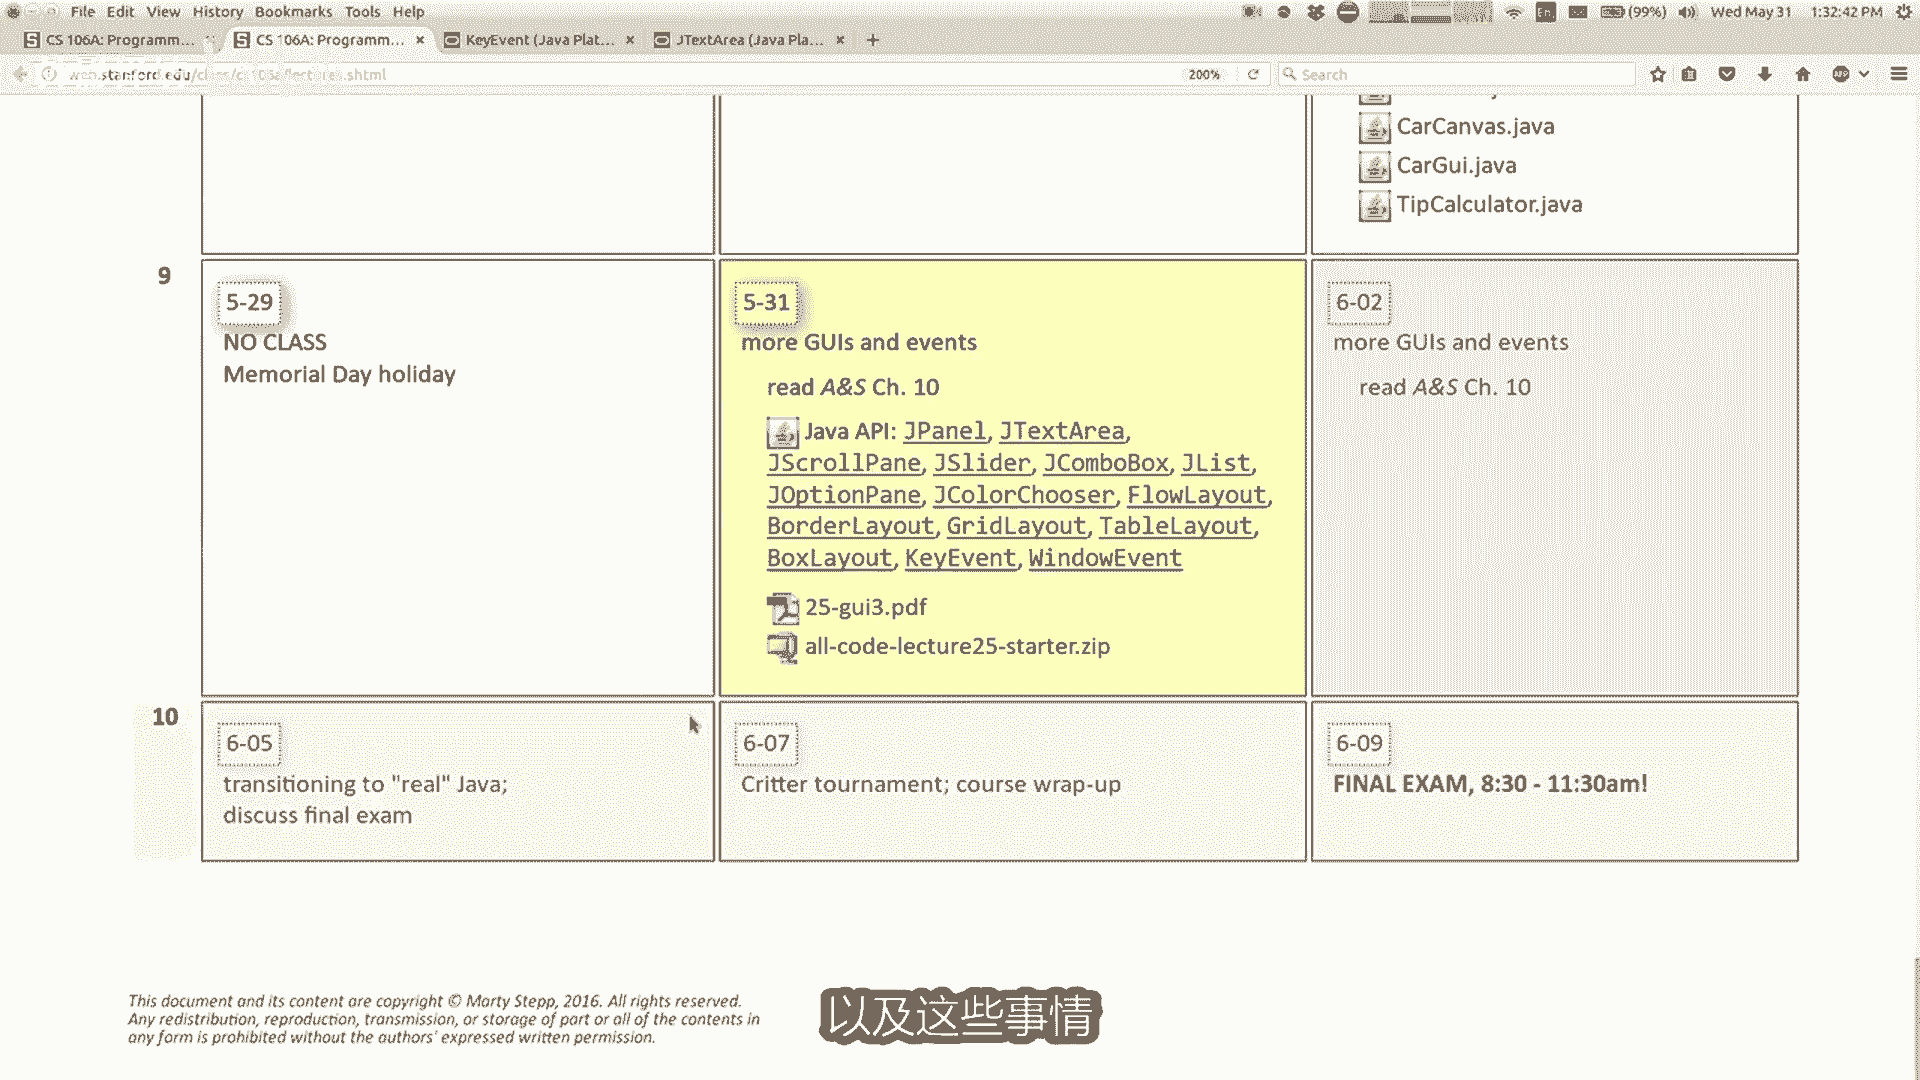 File Edit View History Bookmarks Tools Help
(99%) Wed May 31 1:32:42 PM
CS 106A: Programm... CS 106A: Programm... KeyEvent (Java Plat... JTextArea (Java Pla...
stanford.edu 200% Search
CarCanvas.java
CarGui.java
TipCalculator.java
9
5-29
NO CLASS
Memorial Day holiday
5-31
more GUIs and events
read A&S Ch. 10
Java API: JPanel, JTextArea,
JScrollPane, JSlider, JComboBox, JList,
JOptionPane, JColorChooser, FlowLayout,
BorderLayout, GridLayout, TableLayout,
BoxLayout, KeyEvent, WindowEvent
25-gui3.pdf
all-code-lecture25-starter.zip
6-02
more GUIs and events
read A&S Ch. 10
10
6-05
transitioning to "real" Java;
discuss final exam
6-07
Critter tournament; course wrap-up
6-09
FINAL EXAM, 8:30 - 11:30am!
This document and its content are copyright © Marty Stepp, 2016. All rights reserved.
Any redistribution, reproduction, transmission, or storage of part or all of the contents in
any form is prohibited without the authors' expressed written permission.
以及这些事情